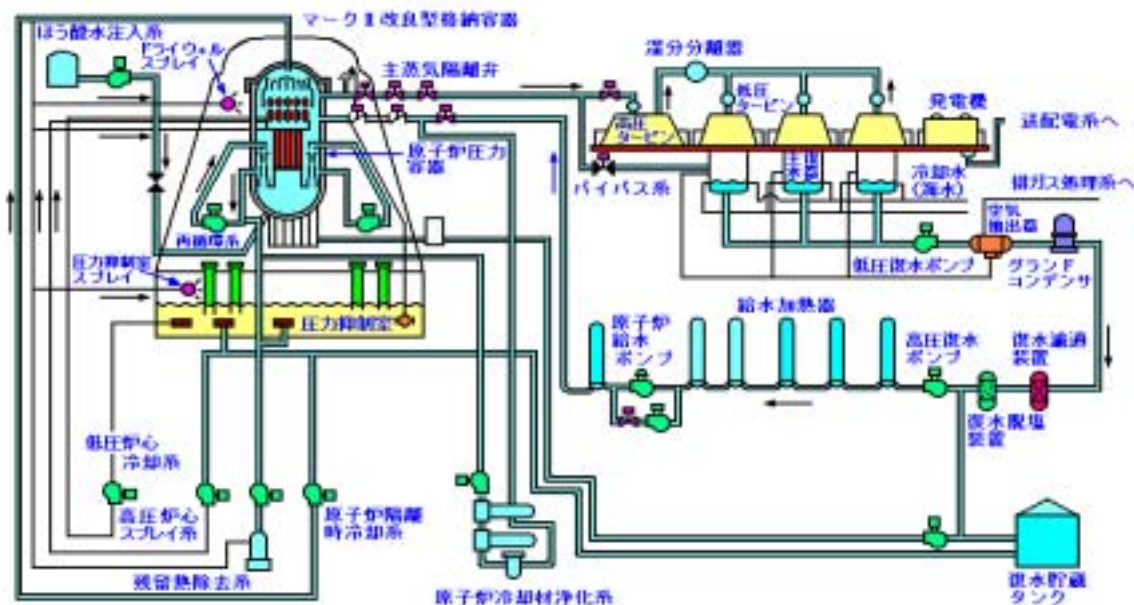 マークⅡ改良型格納容器
ほう酸水注入系
ドライウェル
スプレイ
主蒸気隔離弁
湿分分離器
低圧
タービン
発電機
高圧
タービン
送配電系へ
原子炉圧力
容器
バイパス系
復水器
冷却水
(海水)
排ガス処理系へ
空気
抽出器
再循環系
低圧復水ポンプ
グランド
コンデンサ
圧力抑制室
スプレイ
圧力抑制室
原子炉
給水
ポンプ
給水加熱器
高圧復水
ポンプ
復水濾過
装置
復水脱塩
装置
低圧炉心
冷却系
高圧炉心
スプレイ系
原子炉隔離
時冷却系
残留熱除去系
原子炉冷却材浄化系
復水貯蔵
タンク